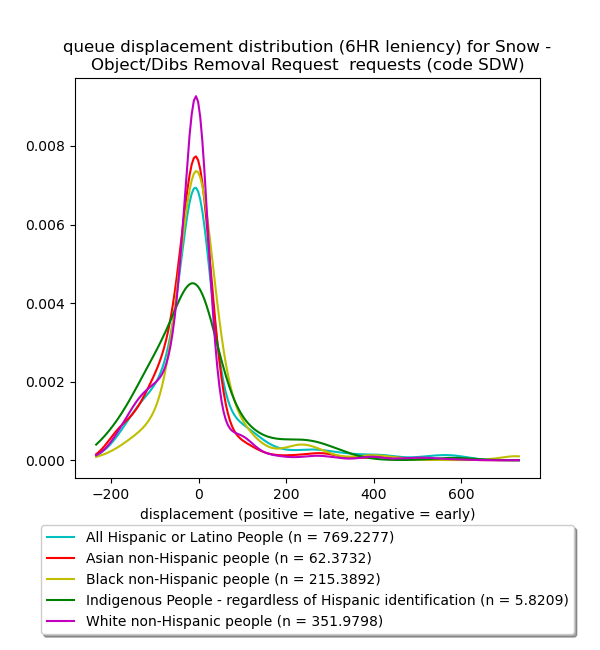 queue displacement distribution (6HR leniency) for Snow -
Object/Dibs Removal Request  requests (code SDW)
0.008
0.006
0.004
0.002
0.000
−200 0 200 400 600
displacement (positive = late, negative = early)
All Hispanic or Latino People (n = 769.2277)
Asian non-Hispanic people (n = 62.3732)
Black non-Hispanic people (n = 215.3892)
Indigenous People - regardless of Hispanic identification (n = 5.8209)
White non-Hispanic people (n = 351.9798)